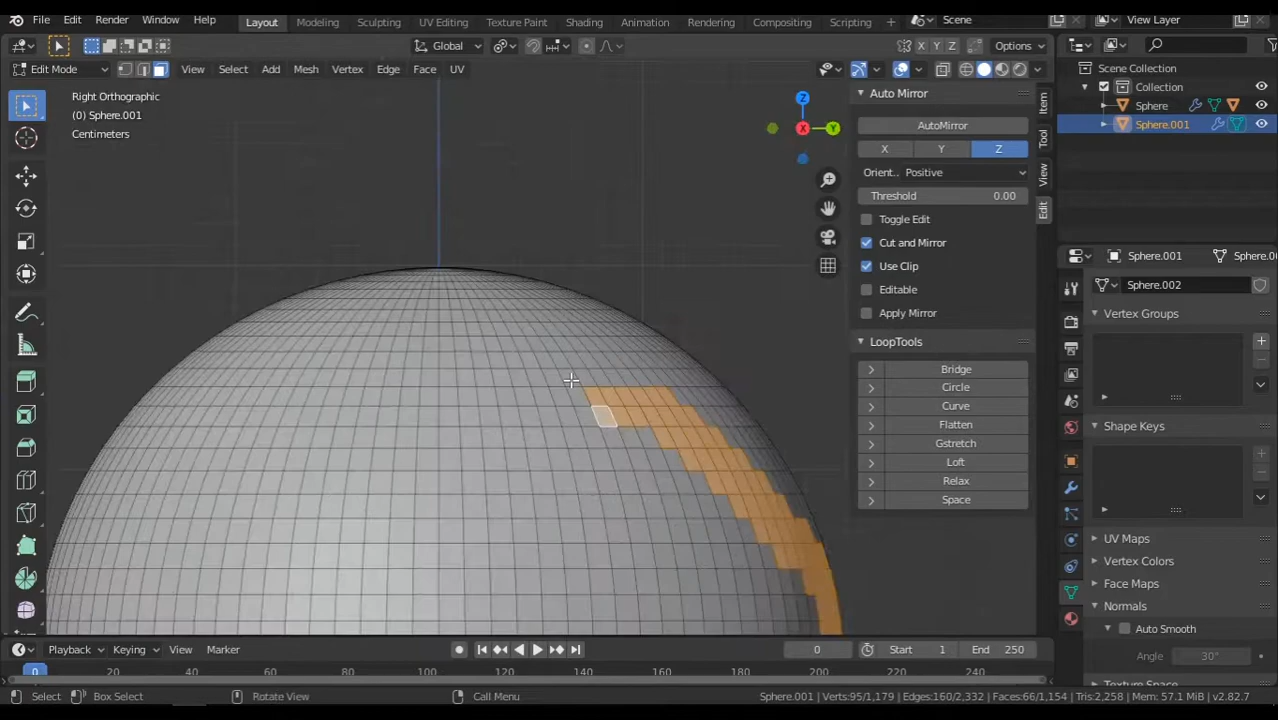 File Edit Render Window Help Layout Modeling Sculpting UV Editing Texture Paint Shading Animation Rendering Compositing Scripting + Scene View Layer
Global X Y Z Options
Edit Mode View Select Add Mesh Vertex Edge Face UV
Right Orthographic
(0) Sphere.001
Centimeters
Z
X
Y
Auto Mirror
AutoMirror
X Y Z
Orient.. Positive
Threshold 0.00
Toggle Edit
Cut and Mirror
Use Clip
Editable
Apply Mirror
LoopTools
Bridge
Circle
Curve
Flatten
Gstretch
Loft
Relax
Space
Item
Tool
View
Edit
Scene Collection
Collection
Sphere
Sphere.001
Sphere.001 Sphere.00
Sphere.002
Vertex Groups
Shape Keys
UV Maps
Vertex Colors
Face Maps
Normals
Auto Smooth
Angle 30°
Texture Space
Playback Keying View Marker 0 Start 1 End 250
0 20 40 60 80 100 120 140 160 180 200 220 240
Select Box Select Rotate View Call Menu Sphere.001 | Verts:95/1,179 | Edges:160/2,332 | Faces:66/1,154 | Tris:2,258 | Mem: 57.1 MiB | v2.82.7